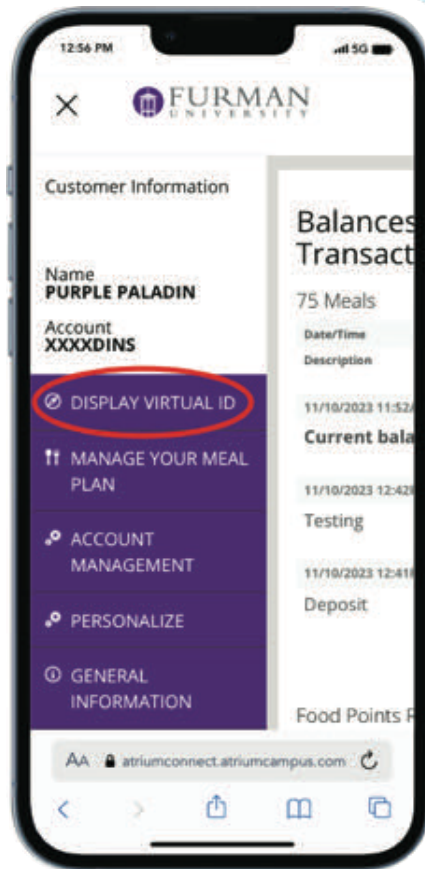 12:56 PM
5G
FURMAN
UNIVERSITY
Customer Information
Name
PURPLE PALADIN
Account
XXXXDINS
DISPLAY VIRTUAL ID
MANAGE YOUR MEAL
PLAN
ACCOUNT
MANAGEMENT
PERSONALIZE
GENERAL
INFORMATION
Balances
Transact
75 Meals
Date/Time
Description
11/10/2023 11:52A
Current bala
11/10/2023 12:42
Testing
11/10/2023 12:41
Deposit
Food Points
AA atriumconnect.atriumcampus.com